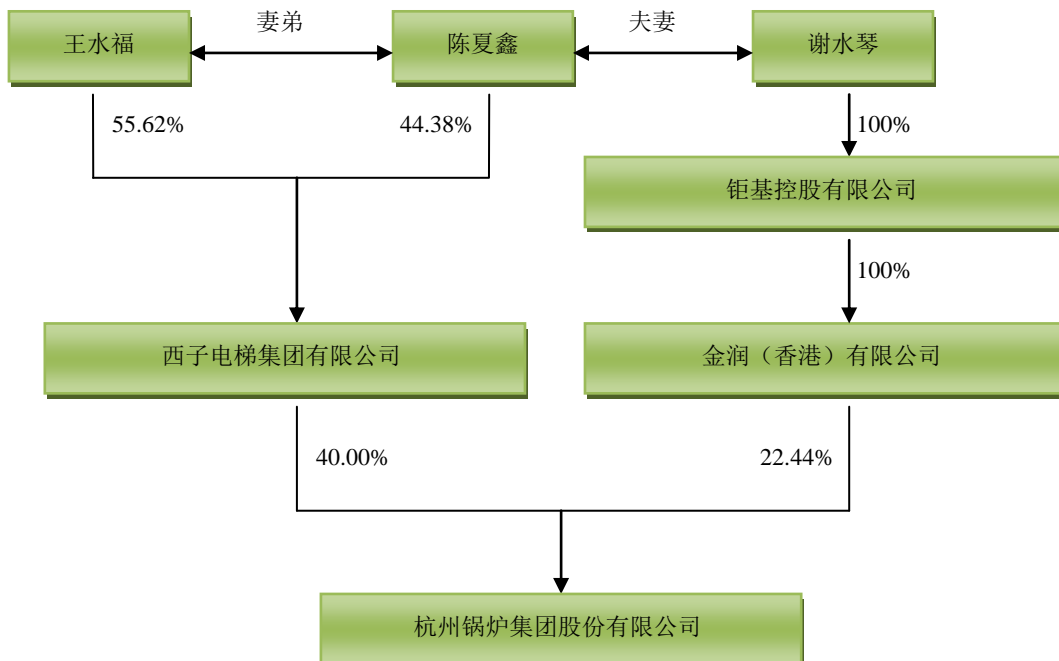 王水福
妻弟
陈夏鑫
夫妻
谢水琴
55.62%
44.38%
100%
钜基控股有限公司
100%
西子电梯集团有限公司
金润（香港）有限公司
40.00%
22.44%
杭州锅炉集团股份有限公司